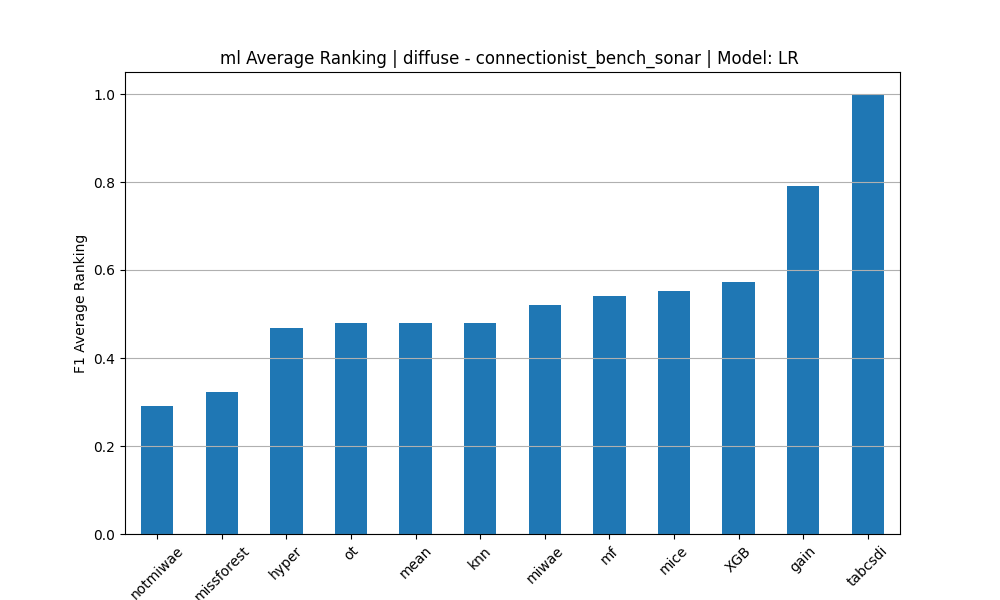 ml Average Ranking | diffuse - connectionist_bench_sonar | Model: LR
F1 Average Ranking
1.0
0.8
0.6
0.4
0.2
0.0
notmiwae
missforest
hyper
ot
mean
knn
miwae
mf
mice
XGB
gain
tabcsdi